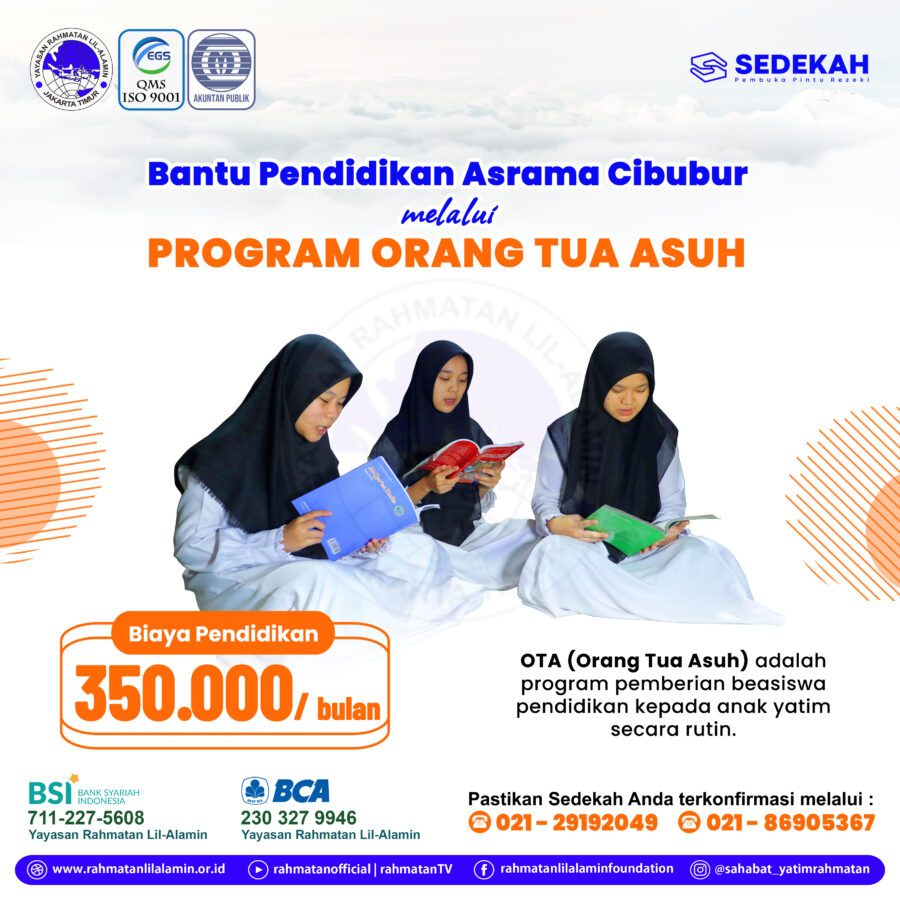 YAYASAN RAHMATAN LIL-ALAMIN
JAKARTA TIMUR
EGS
QMS
ISO 9001
AKUNTAN PUBLIK
SEDEKAH
Pembuka Pintu Rezeki
Bantu Pendidikan Asrama Cibubur
melalui
PROGRAM ORANG TUA ASUH
RAHMATAN LIL-ALAMIN
Biaya Pendidikan
350.000/ bulan
OTA (Orang Tua Asuh) adalah
program pemberian beasiswa
pendidikan kepada anak yatim
secara rutin.
BSI BANK SYARIAH
INDONESIA
711-227-5608
Yayasan Rahmatan Lil-Alamin
BCA
230 327 9946
Yayasan Rahmatan Lil-Alamin
Pastikan Sedekah Anda terkonfirmasi melalui :
021 – 29192049 021 – 86905367
www.rahmatanlilalamin.or.id rahmatanofficial | rahmatanTV rahmatanlilalaminfoundation @sahabat_yatimrahmatan